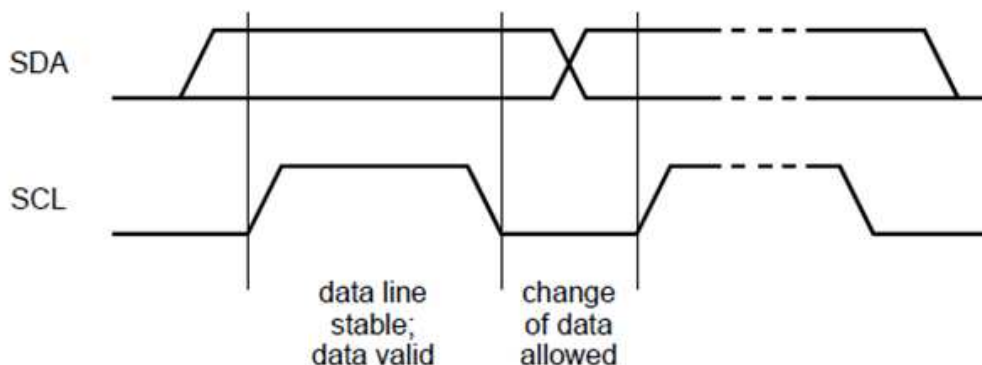 SDA
SCL
data line
stable;
data valid
change
of data
allowed